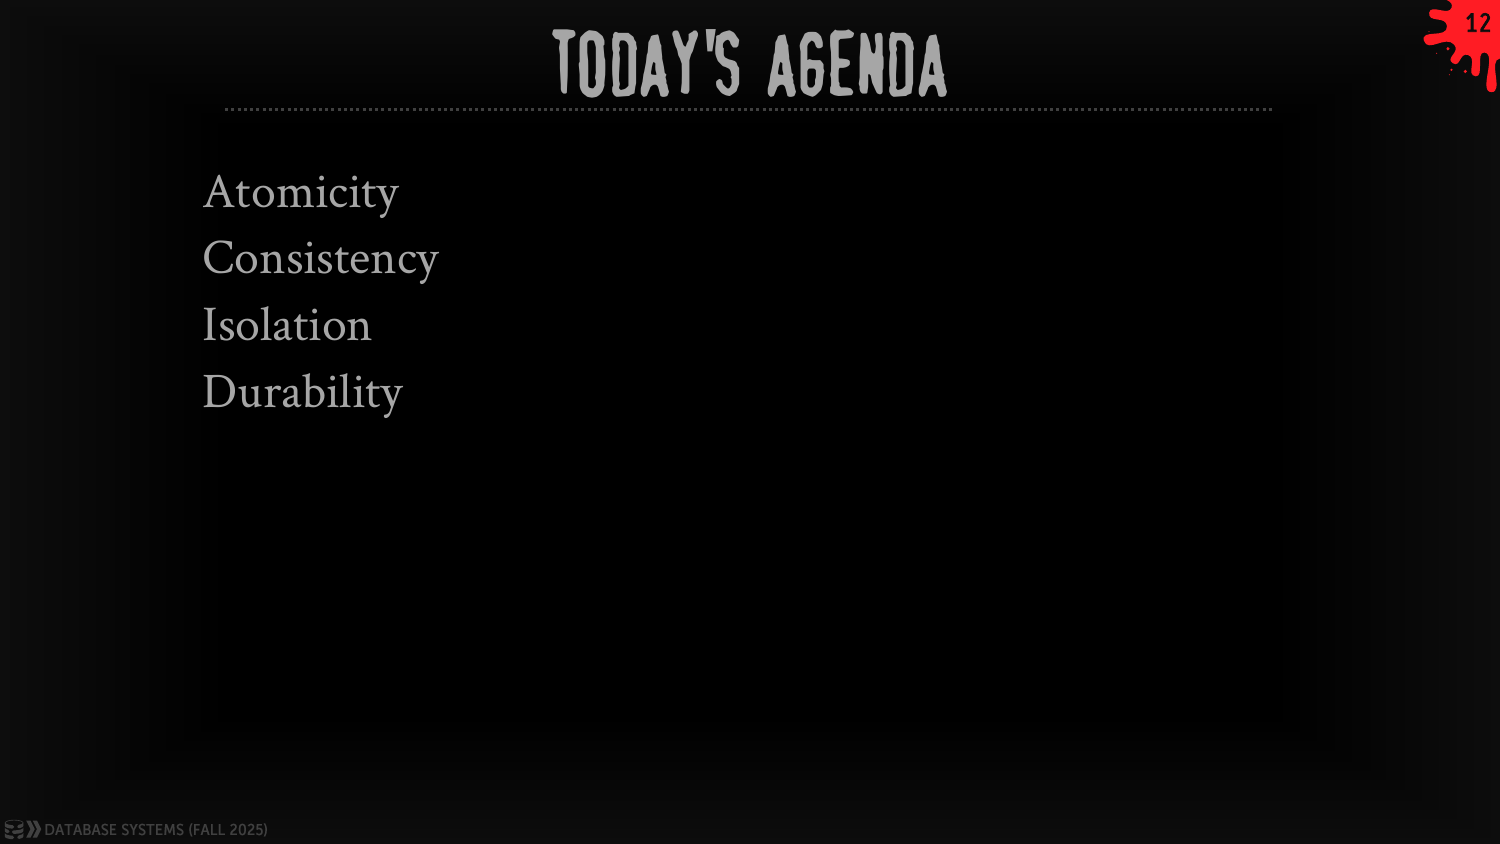 TODAY'S AGENDA
12
Atomicity
Consistency
Isolation
Durability
DATABASE SYSTEMS (FALL 2025)